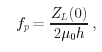 f_p = \frac{Z_L(0)}{2\mu_0 h} ,